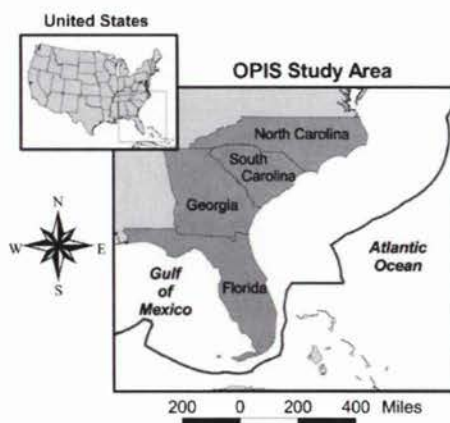 United States
OPIS Study Area
North Carolina
South
Carolina
Georgia
N
W E
S
Atlantic
Ocean
Gulf
of
Mexico
Florida
200 0 200 400 Miles